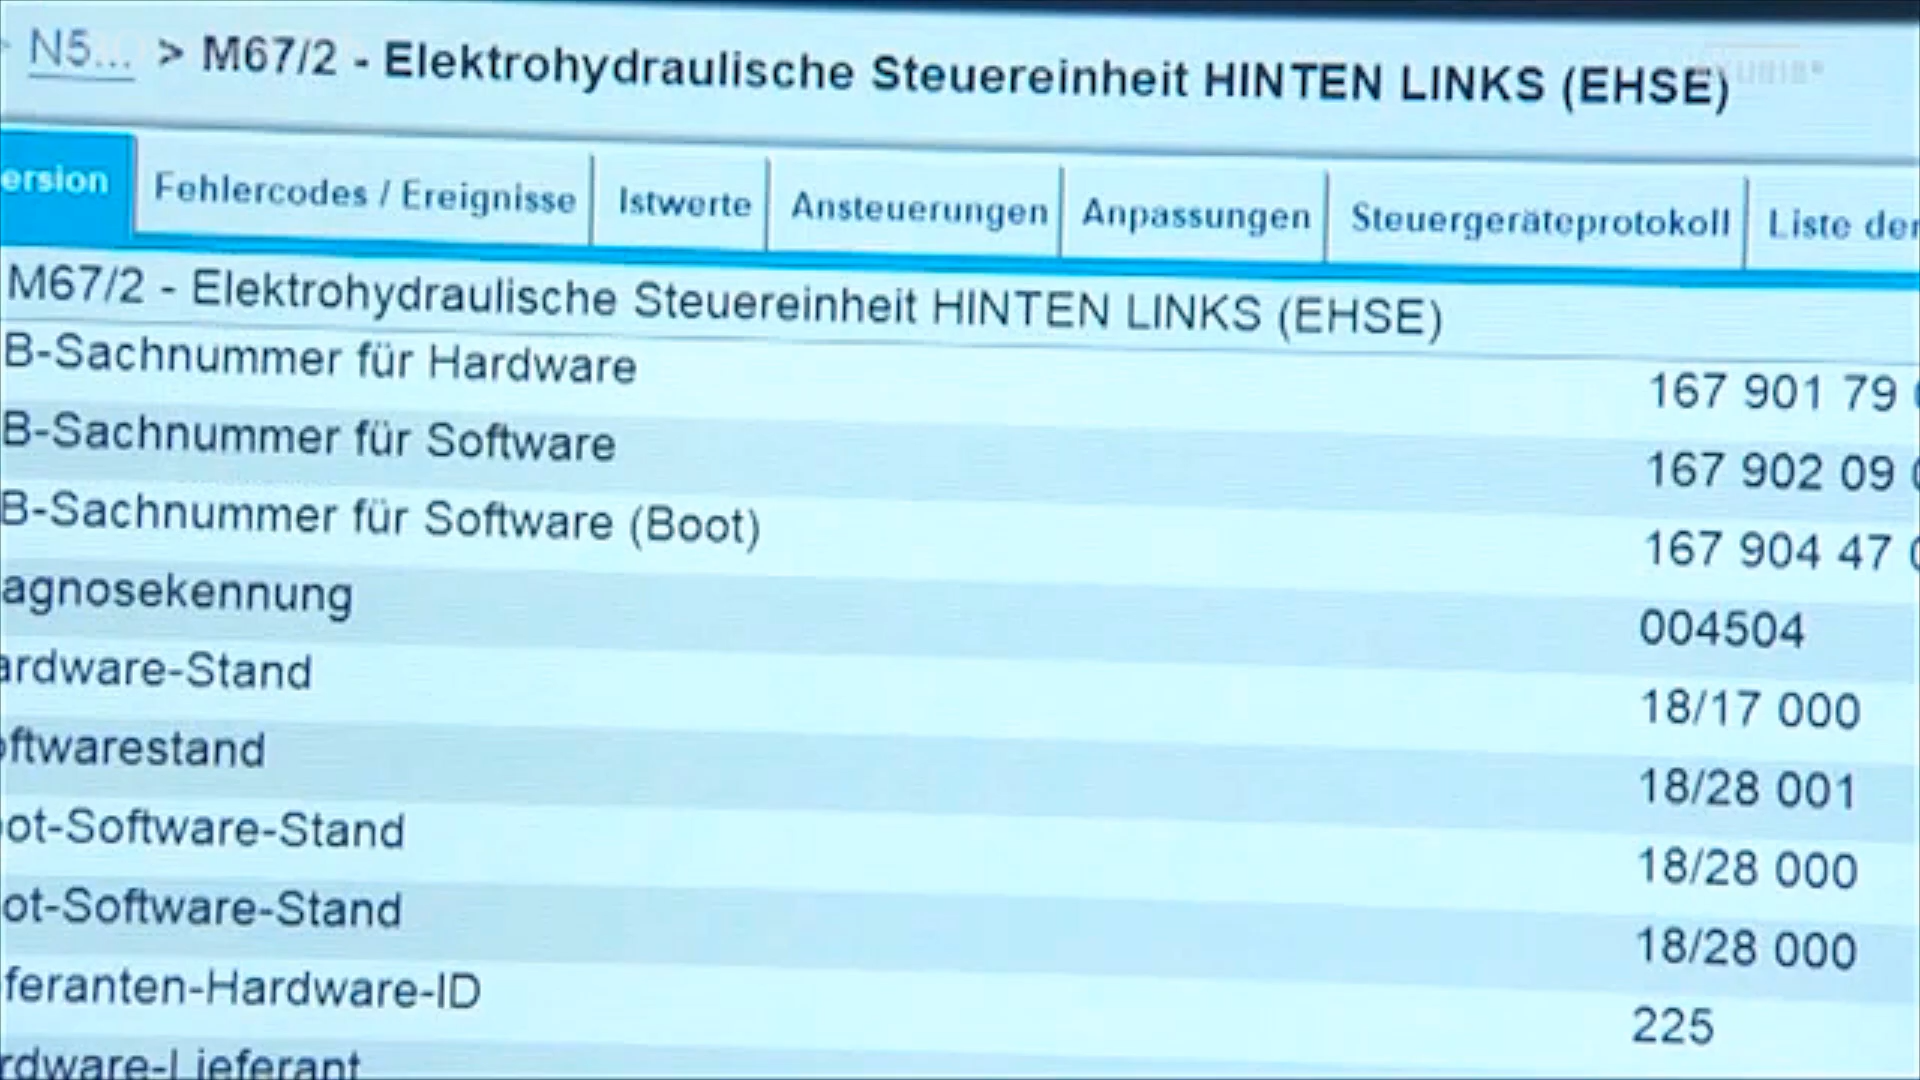 N5... > M67/2 - Elektrohydraulische Steuereinheit HINTEN LINKS (EHSE)
ersion Fehlercodes / Ereignisse Istwerte Ansteuerungen Anpassungen Steuergeräteprotokoll Liste der
M67/2 - Elektrohydraulische Steuereinheit HINTEN LINKS (EHSE)
B-Sachnummer für Hardware 167 901 79
B-Sachnummer für Software 167 902 09
B-Sachnummer für Software (Boot) 167 904 47
agnosekennung 004504
ardware-Stand 18/17 000
oftwarestand 18/28 001
ot-Software-Stand 18/28 000
ot-Software-Stand 18/28 000
feranten-Hardware-ID 225
rdware-Lieferant